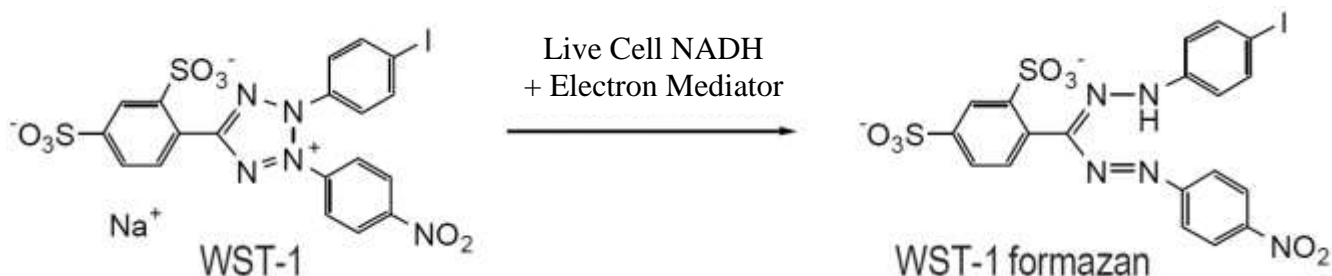 Live Cell NADH
+ Electron Mediator
I
SO₃⁻
⁻O₃S
N
N
N
N⁺
Na⁺
NO₂
WST-1
I
SO₃⁻
⁻O₃S
N
N
H
N
N
NO₂
WST-1 formazan